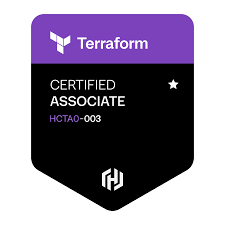 Terraform
CERTIFIED
ASSOCIATE
HCTA0-003